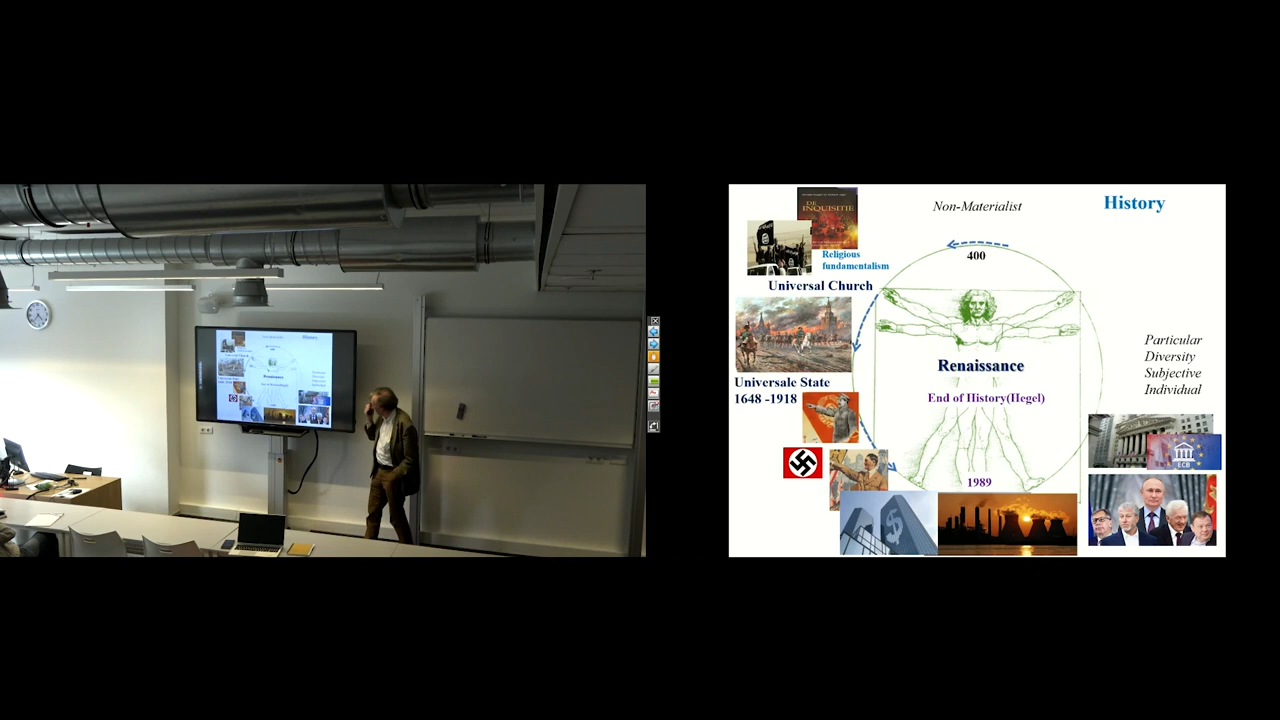 History
Non-Materialist
DE
INQUISITIE
400
Religious
fundamentalism
Universal Church
Renaissance
Particular
Diversity
Subjective
Individual
Universale State
1648 -1918
End of History(Hegel)
1989
ECB